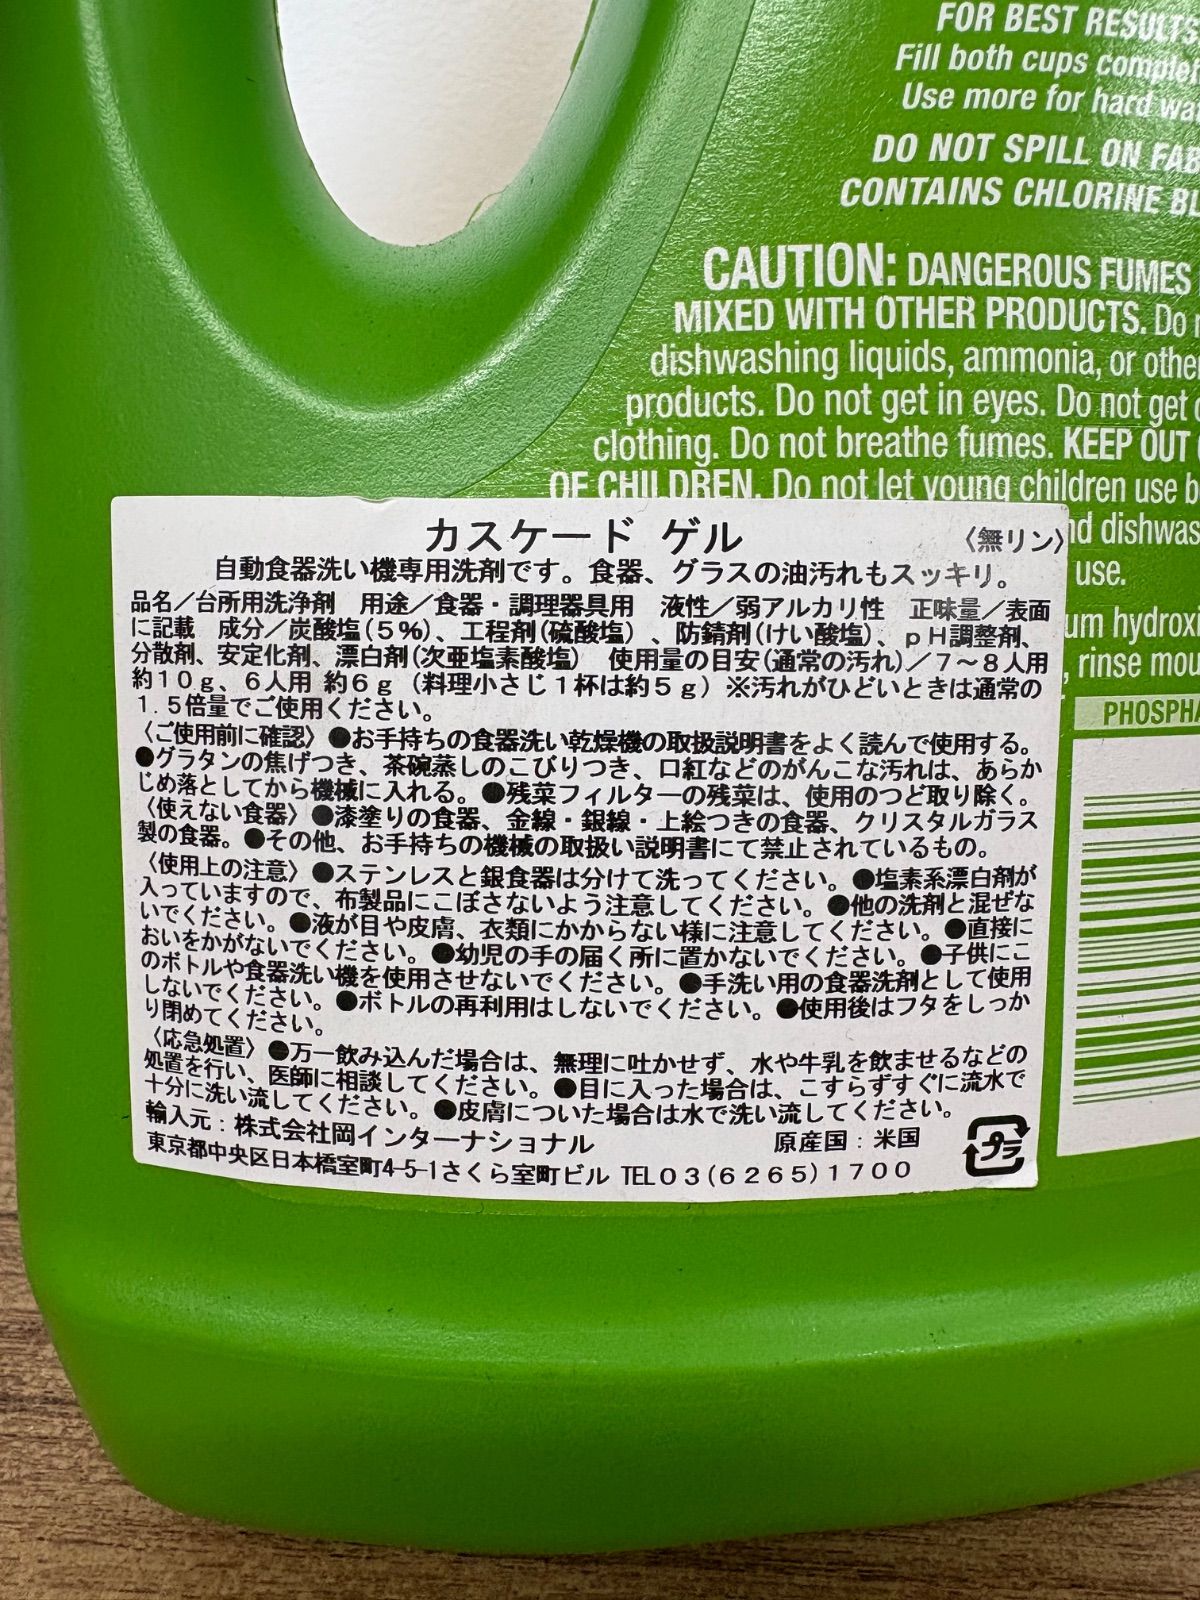 FOR BEST RESULTS
Fill both cups
Use more for hard
DO NOT SPILL ON
CONTAINS CHLORINE
CAUTION: DANGEROUS FUMES
MIXED WITH OTHER PRODUCTS. Do
dishwashing liquids, ammonia, or
products. Do not get in eyes. Do not get
clothing. Do not breathe fumes. KEEP OUT
OF CHILDREN. Do not let young children use
use.
rinse
カスケード ゲル 〈無リン〉
自動食器洗い機専用洗剤です。食器、グラスの油汚れもスッキリ。
品名／台所用洗浄剤 用途／食器・調理器具用 液性／弱アルカリ性 正味量／表面
に記載 成分／炭酸塩(5%)、工程剤(硫酸塩)、防錆剤(けい酸塩)、pH調整剤、
分散剤、安定化剤、漂白剤(次亜塩素酸塩) 使用量の目安(通常の汚れ)／7～8人用
約10g、6人用 約6g (料理小さじ1杯は約5g)※汚れがひどいときは通常の
1.5倍量でご使用ください。
〈ご使用前に確認〉●お手持ちの食器洗い乾燥機の取扱説明書をよく読んで使用する。
●グラタンの焦げつき、茶碗蒸しのこびりつき、口紅などのがんこな汚れは、あらか
じめ落としてから機械に入れる。●残菜フィルターの残菜は、使用のつど取り除く。
〈使えない食器〉●漆塗りの食器、金線・銀線・上絵つきの食器、クリスタルガラス
製の食器。●その他、お手持ちの機械の取扱い説明書にて禁止されているもの。
〈使用上の注意〉●ステンレスと銀食器は分けて洗ってください。●塩素系漂白剤が
入っていますので、布製品にこぼさないよう注意してください。●他の洗剤と混ぜな
いでください。●液が目や皮膚、衣類にかからない様に注意してください。●直接に
おいをかがないでください。●幼児の手の届く所に置かないでください。●子供にこ
のボトルや食器洗い機を使用させないでください。●手洗い用の食器洗剤として使用
しないでください。●ボトルの再利用はしないでください。●使用後はフタをしっか
り閉めてください。
〈応急処置〉●万一飲み込んだ場合は、無理に吐かせず、水や牛乳を飲ませるなどの
処置を行い、医師に相談してください。●目に入った場合は、こすらずすぐに流水で
十分に洗い流してください。●皮膚についた場合は水で洗い流してください。
輸入元：株式会社岡インターナショナル 原産国：米国 プラ
東京都中央区日本橋室町4-5-1さくら室町ビル TEL03(6265)1700